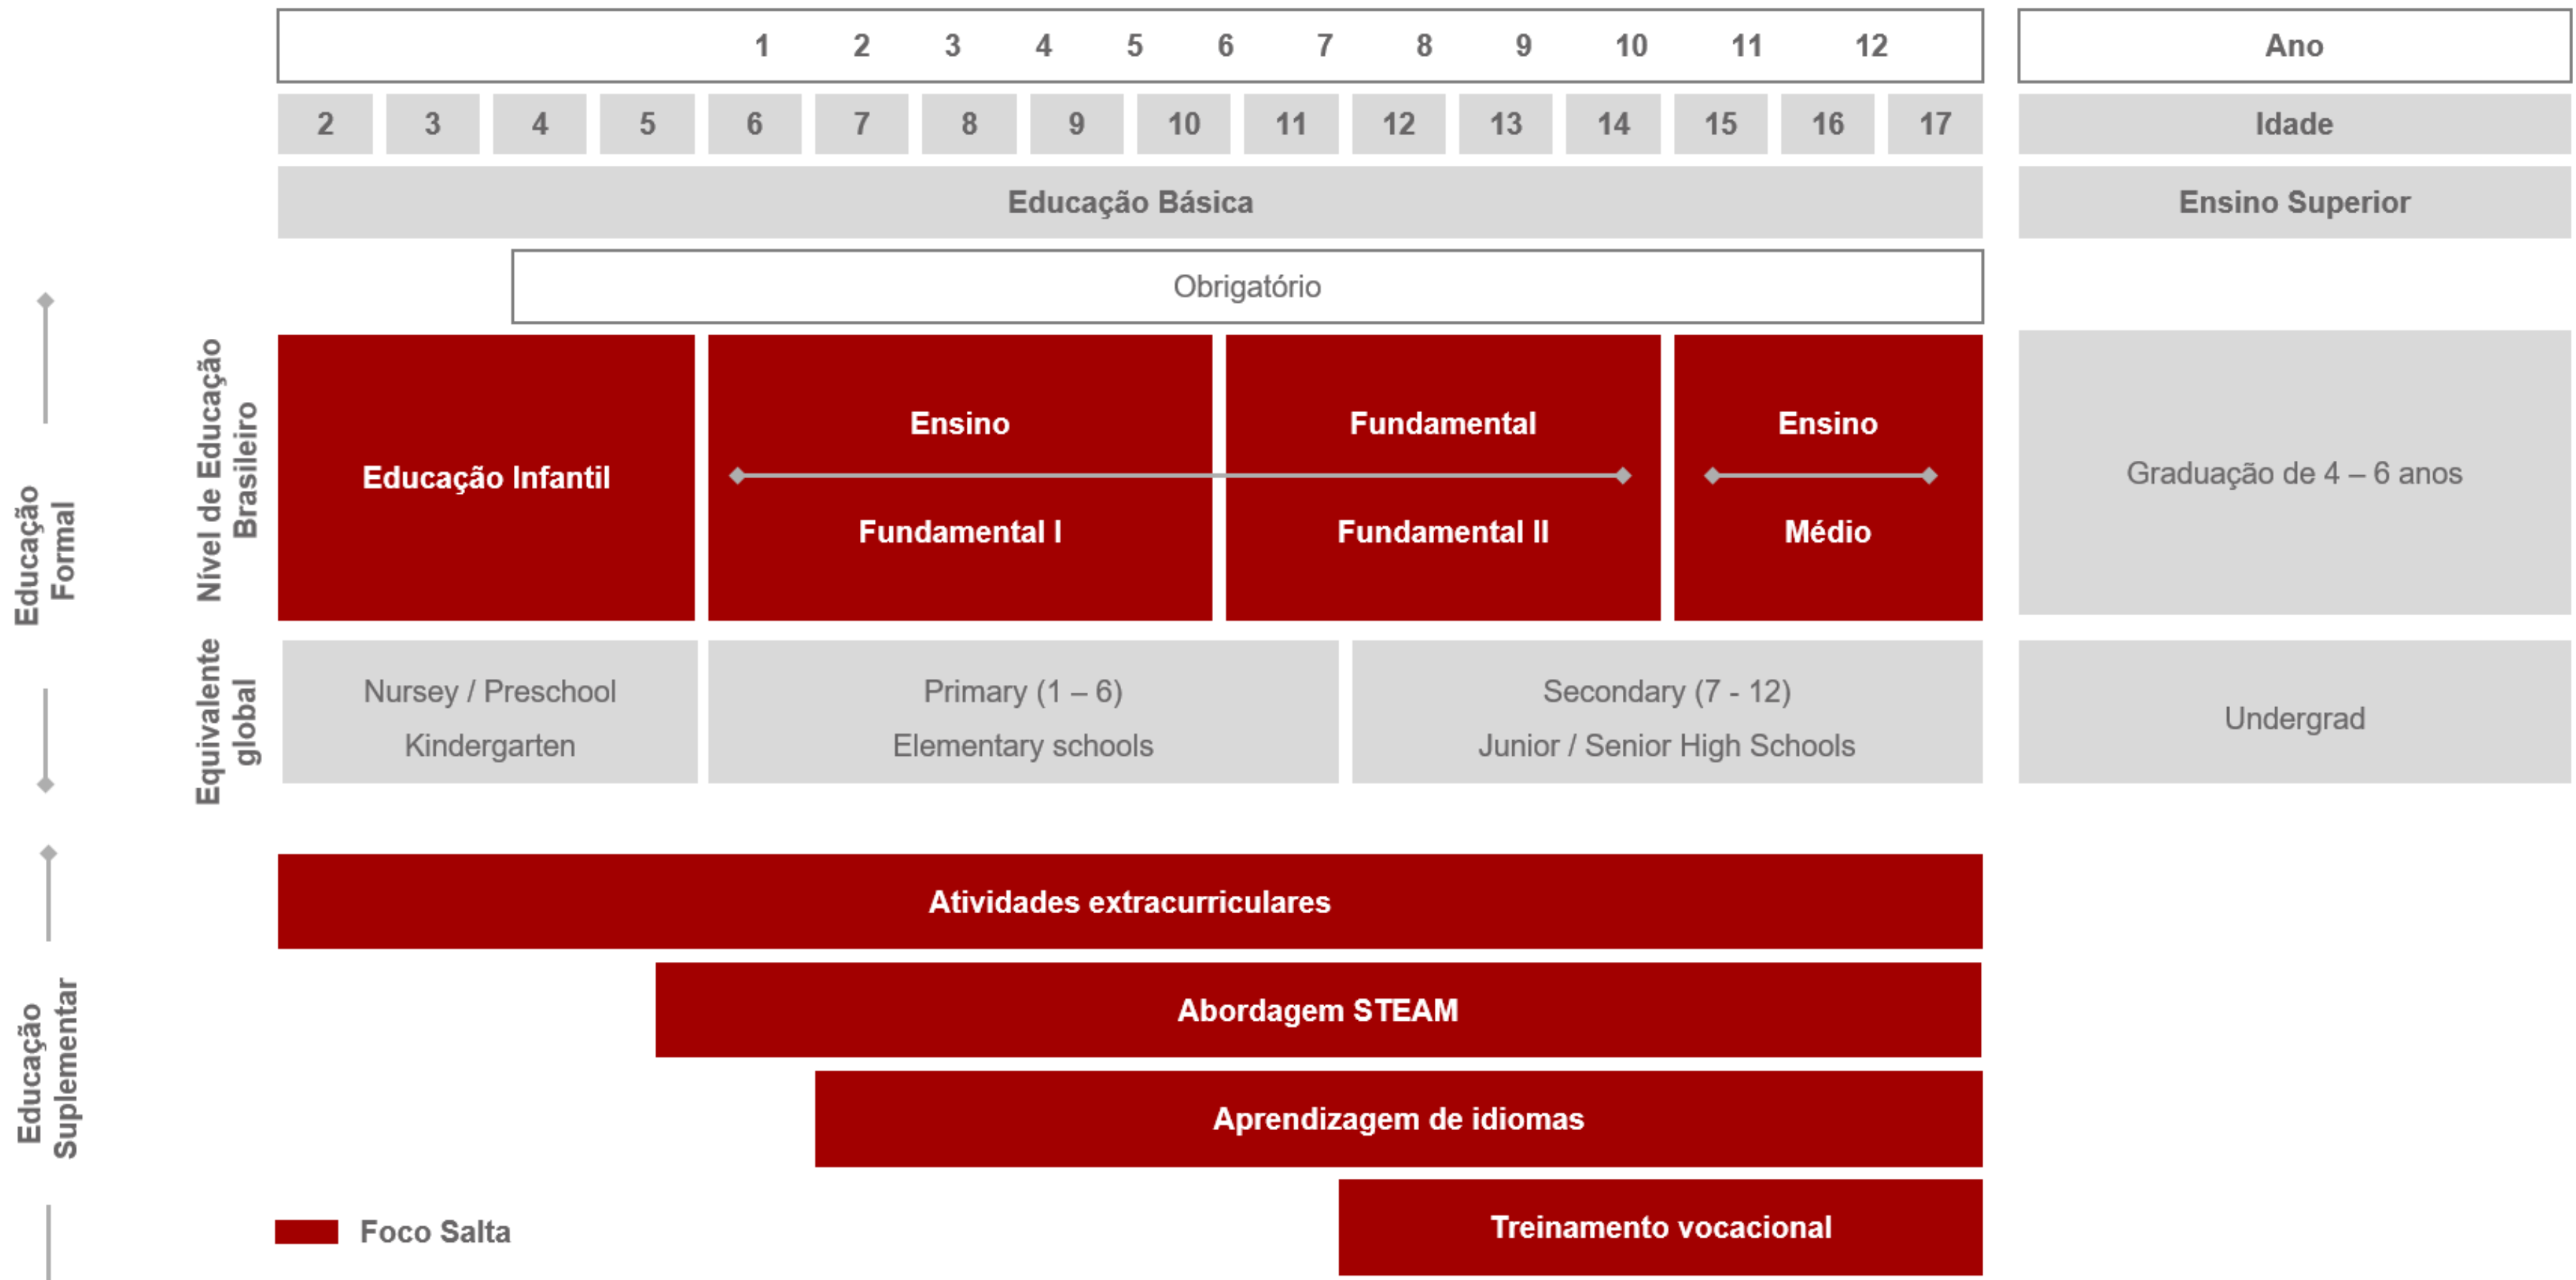 1 2 3 4 5 6 7 8 9 10 11 12 Ano
2 3 4 5 6 7 8 9 10 11 12 13 14 15 16 17 Idade
Educação Básica Ensino Superior
Obrigatório
Educação
Formal
Nível de Educação
Brasileiro
Educação Infantil
Ensino Fundamental
Fundamental I
Fundamental II
Ensino
Médio
Graduação de 4 – 6 anos
Equivalente
global
Nursey / Preschool
Kindergarten
Primary (1 – 6)
Elementary schools
Secondary (7 - 12)
Junior / Senior High Schools
Undergrad
Educação
Suplementar
Atividades extracurriculares
Abordagem STEAM
Aprendizagem de idiomas
Treinamento vocacional
Foco Salta